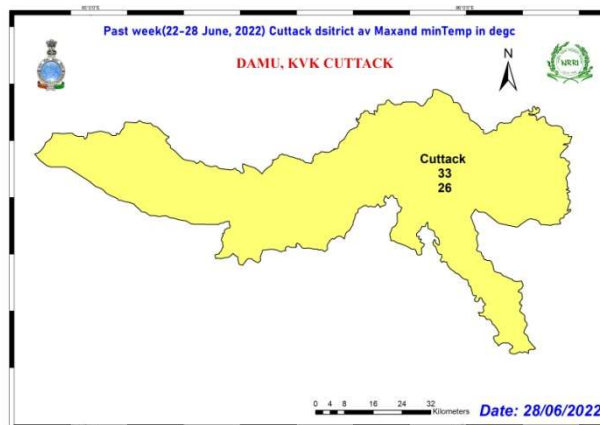 Past week(22-28 June, 2022) Cuttack dsitrict av Maxand minTemp in degc
DAMU, KVK CUTTACK
N
NRRI
Cuttack
33
26
0 4 8 16 24 32
Kilometers
Date: 28/06/2022